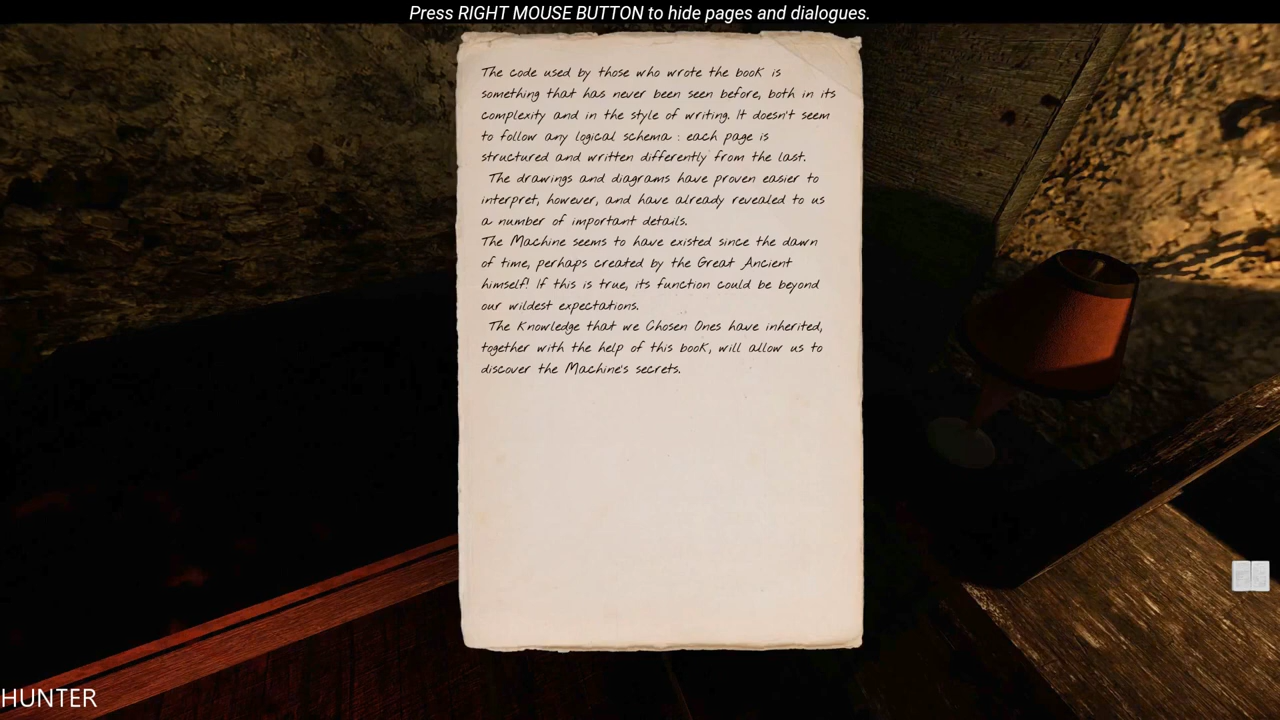 Press RIGHT MOUSE BUTTON to hide pages and dialogues.
The code used by those who wrote the book is
something that has never been seen before, both in its
complexity and in the style of writing. It doesn't seem
to follow any logical schema : each page is
structured and written differently from the last.
The drawings and diagrams have proven easier to
interpret, however, and have already revealed to us
a number of important details.
The Machine seems to have existed since the dawn
of time, perhaps created by the Great Ancient
himself! If this is true, its function could be beyond
our wildest expectations.
The Knowledge that we Chosen Ones have inherited,
together with the help of this book, will allow us to
discover the Machine's secrets.
HUNTER